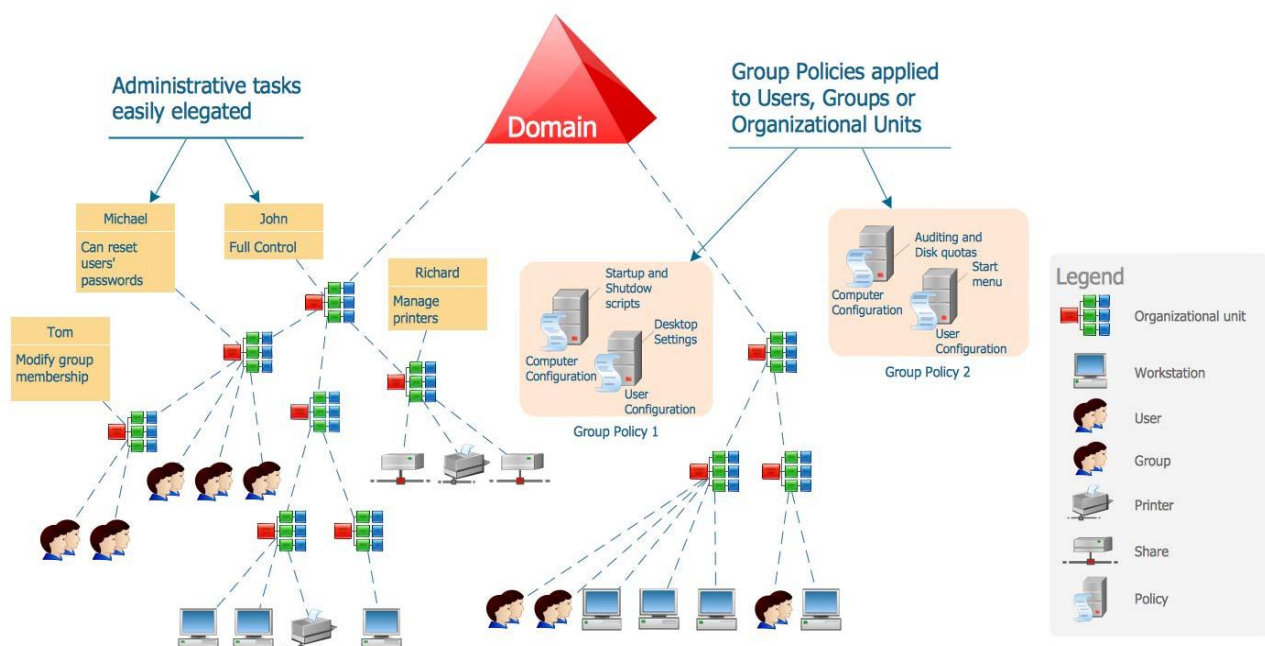 Administrative tasks
easily elegated
Domain
Group Policies applied
to Users, Groups or
Organizational Units
Michael
Can reset
users'
passwords
John
Full Control
Richard
Manage
printers
Tom
Modify group
membership
Startup and
Shutdow
scripts
Computer
Configuration
Desktop
Settings
User
Configuration
Group Policy 1
Auditing and
Disk quotas
Computer
Configuration
Start
menu
User
Configuration
Group Policy 2
Legend
Organizational unit
Workstation
User
Group
Printer
Share
Policy